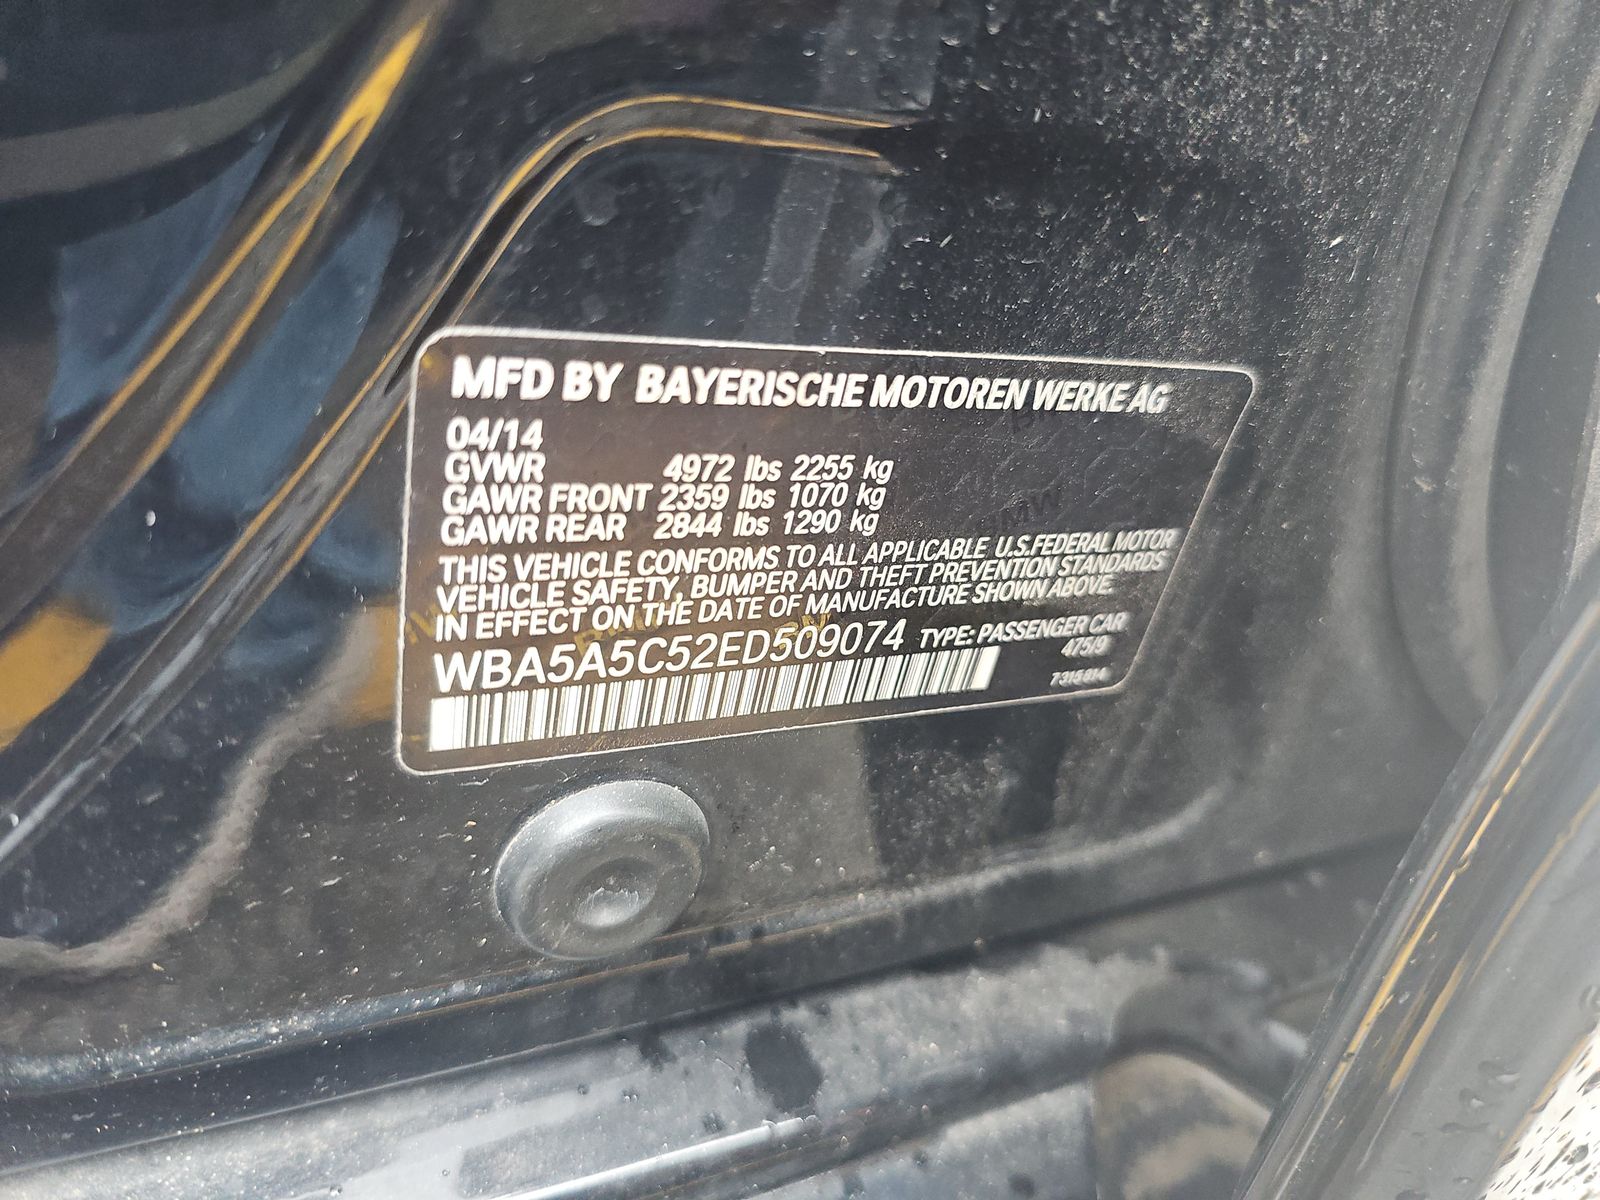 MFD BY BAYERISCHE MOTOREN WERKE AG
04/14
GVWR 4972 lbs 2255 kg
GAWR FRONT 2359 lbs 1070 kg
GAWR REAR 2844 lbs 1290 kg
THIS VEHICLE CONFORMS TO ALL APPLICABLE U.S.FEDERAL MOTOR
VEHICLE SAFETY, BUMPER AND THEFT PREVENTION STANDARDS
IN EFFECT ON THE DATE OF MANUFACTURE SHOWN ABOVE
WBA5A5C52ED509074 TYPE: PASSENGER CAR
475/9